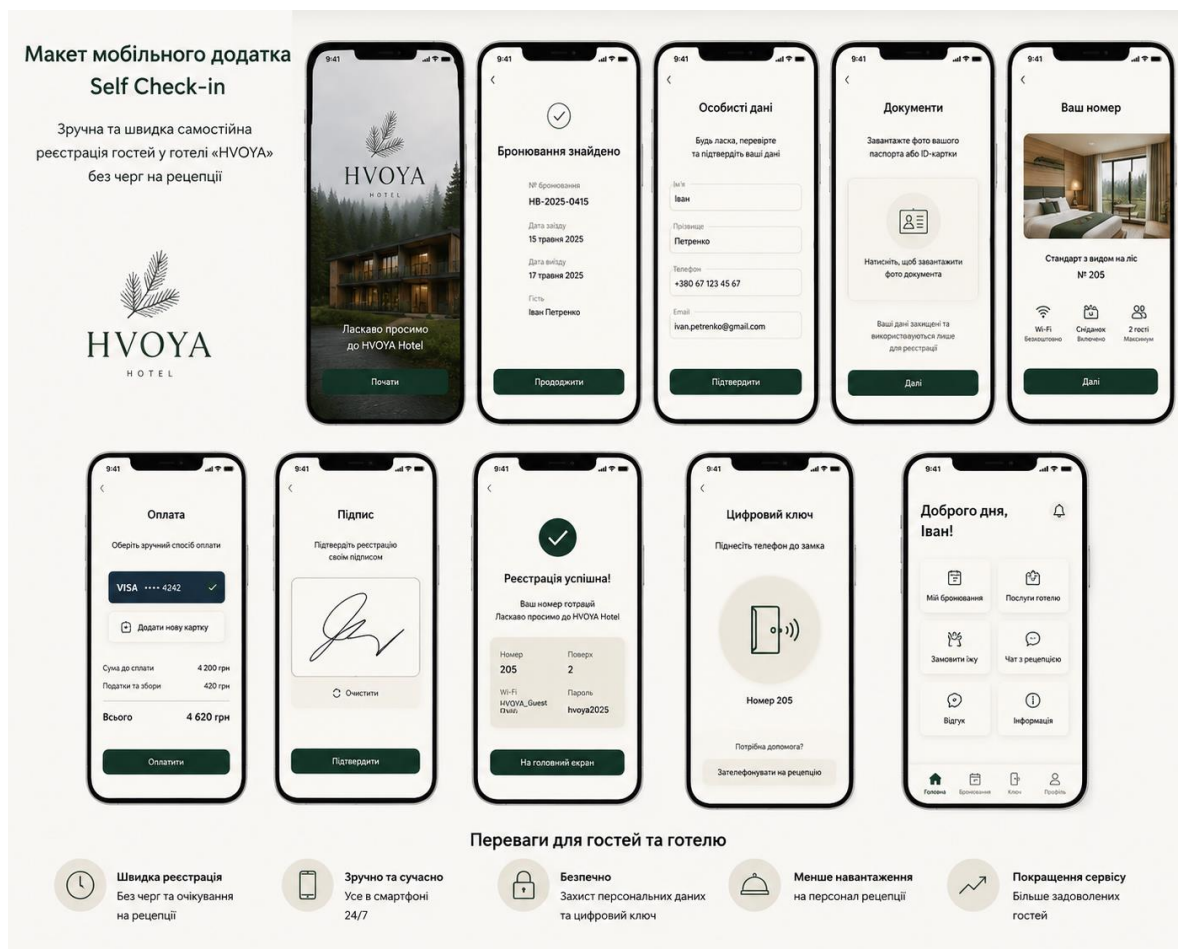 Макет мобільного додатка
Self Check-in
Зручна та швидка самостійна
реєстрація гостей у готелі «HVOYA»
без черг на рецепції
HVOYA
HOTEL
9:41
HVOYA
HOTEL
Ласкаво просимо
до HVOYA Hotel
Почати
9:41
Бронювання знайдено
№ бронювання
HB-2025-0415
Дата заїзду
15 травня 2025
Дата виїзду
17 травня 2025
Гість
Іван Петренко
Прододжити
9:41
Особисті дані
Будь ласка, перевірте
та підтвердіть ваші дані
Ім'я
Іван
Прізвище
Петренко
Телефон
+380 67 123 45 67
Email
ivan.petrenko@gmail.com
Підтвердити
9:41
Документи
Завантажте фото вашого
паспорта або ID-картки
Натисніть, щоб завантажити
фото документа
Ваші дані захищені та
використвауються лише
для реєстрації
Далі
9:41
Ваш номер
Стандарт з видом на ліс
№ 205
Wi-Fi
Безкоштовно
Сніданок
Включено
2 гості
Максимум
Далі
9:41
Оплата
Оберіть зручний спосіб оплати
VISA •••• 4242
Додати нову картку
Сума до сплати 4 200 грн
Податки та збори 420 грн
Всього 4 620 грн
Оплатити
9:41
Підпис
Підтвердіть реєстрацію
своїм підписом
Очистити
Підтвердити
9:41
Реєстрація успішна!
Ваш номер готраций
Ласкаво просимо до HVOYA Hotel
Номер Поверх
205 2
Wi-Fi Пароль
HVOYA_Guest
hvoya2025
На головний екран
9:41
Цифровий ключ
Піднесіть телефон до замка
Номер 205
Потрібна допомога?
Зателефонувати на рецепцію
9:41
Доброго дня,
Іван!
Мій бронювання
Послуги готелю
Замовити їжу
Чат з рецепцією
Відгук
Інформація
Головна Бронювання Ключ Профіль
Переваги для гостей та готелю
Швидка реєстрація
Без черг та очікування
на рецепції
Зручно та сучасно
Усе в смартфоні
24/7
Безпечно
Захист персональних даних
та цифровий ключ
Менше навантаження
на персонал рецепції
Покращення сервісу
Більше задоволених
гостей